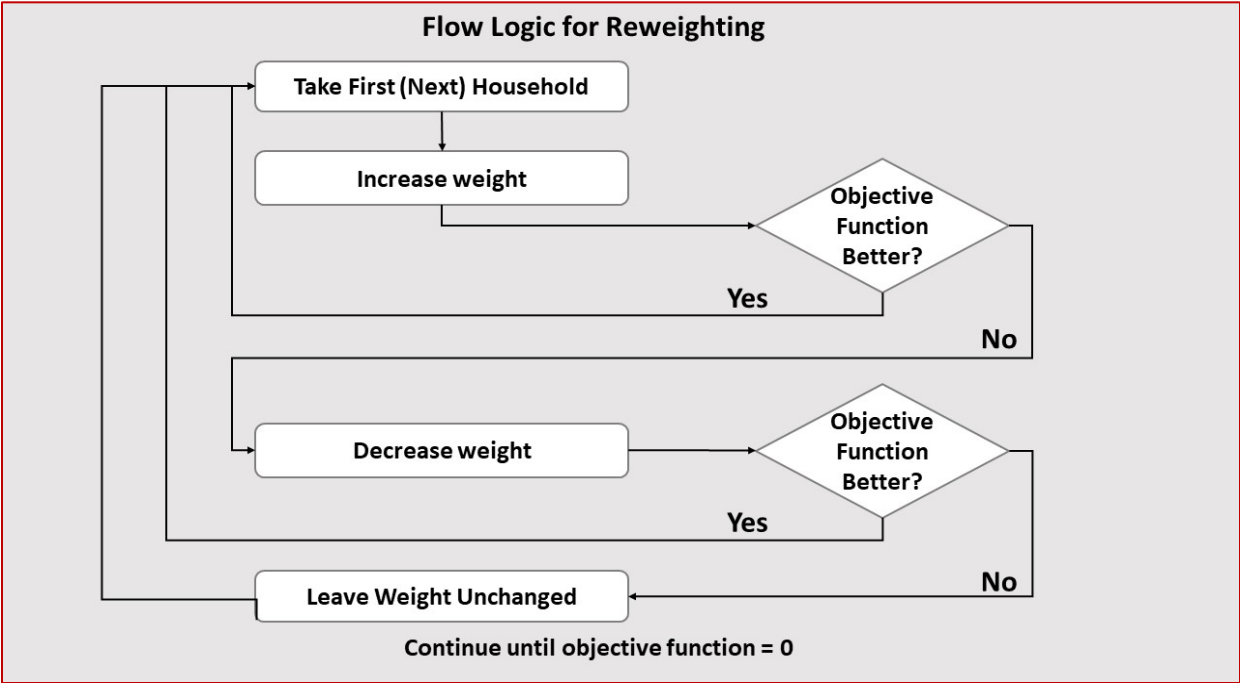 Flow Logic for Reweighting
Take First (Next) Household
Increase weight
Objective
Function
Better?
Yes
No
Decrease weight
Objective
Function
Better?
Yes
No
Leave Weight Unchanged
Continue until objective function = 0